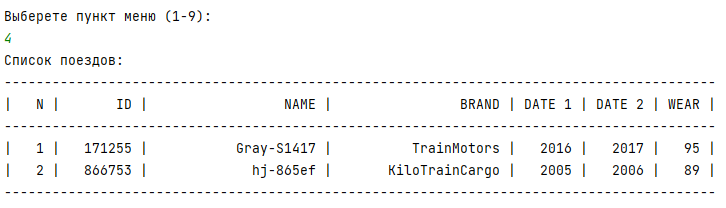 Выберете пункт меню (1-9):
4
Список поездов:
-----------------------------------------------------------------------------------------
|   N |       ID |                 NAME |                BRAND | DATE 1 | DATE 2 | WEAR |
-----------------------------------------------------------------------------------------
|   1 |   171255 |           Gray-S1417 |          TrainMotors |   2016 |   2017 |   95 |
|   2 |   866753 |             hj-865ef |       KiloTrainCargo |   2005 |   2006 |   89 |
-----------------------------------------------------------------------------------------